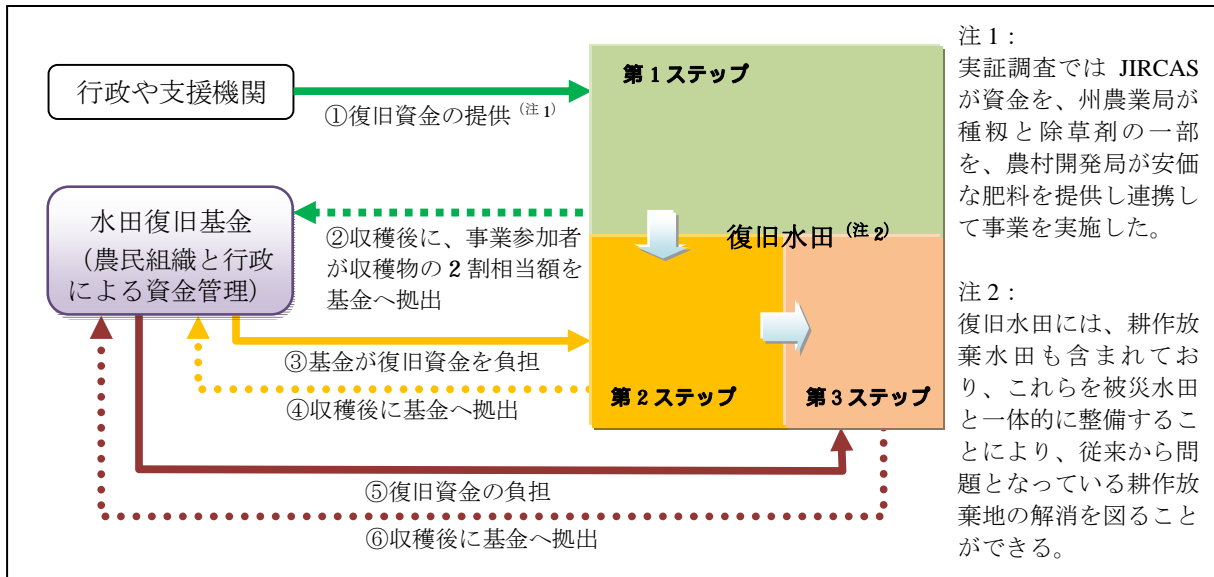 行政や支援機関
①復旧資金の提供(注 1)
第 1 ステップ
水田復旧基金
(農民組織と行政
による資金管理)
②収穫後に、事業参加者
が収穫物の 2 割相当額を
基金へ拠出
復旧水田(注 2)
③基金が復旧資金を負担
④収穫後に基金へ拠出
第 2 ステップ
第 3 ステップ
⑤復旧資金の負担
⑥収穫後に基金へ拠出
注 1:
実証調査では JIRCAS
が資金を、州農業局が
種籾と除草剤の一部
を、農村開発局が安価
な肥料を提供し連携し
て事業を実施した。
注 2:
復旧水田には、耕作放
棄水田も含まれてお
り、これらを被災水田
と一体的に整備するこ
とにより、従来から問
題となっている耕作放
棄地の解消を図ること
ができる。